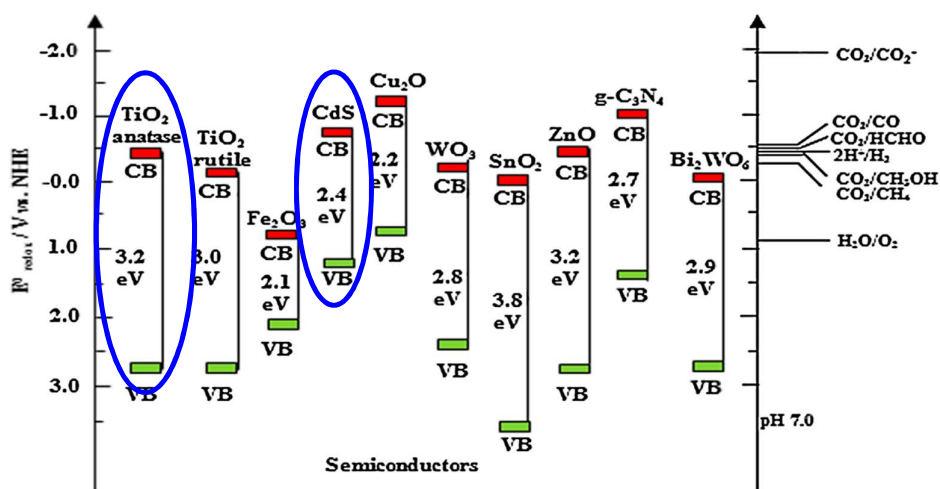 -2.0
-1.0
-0.0
1.0
2.0
3.0
E⁰ redox / V vs. NHE
TiO₂
anatase
CB
3.2
eV
VB
TiO₂
rutile
CB
3.0
eV
VB
Fe₂O₃
CB
2.1
eV
VB
CdS
CB
2.4
eV
VB
Cu₂O
CB
2.2
eV
VB
WO₃
CB
2.8
eV
VB
SnO₂
CB
3.8
eV
VB
ZnO
CB
3.2
eV
VB
g-C₃N₄
CB
2.7
eV
VB
Bi₂WO₆
CB
2.9
eV
VB
CO₂/CO₂⁻
CO₂/CO
CO₂/HCHO
2H⁺/H₂
CO₂/CH₃OH
CO₂/CH₄
H₂O/O₂
pH 7.0
Semiconductors